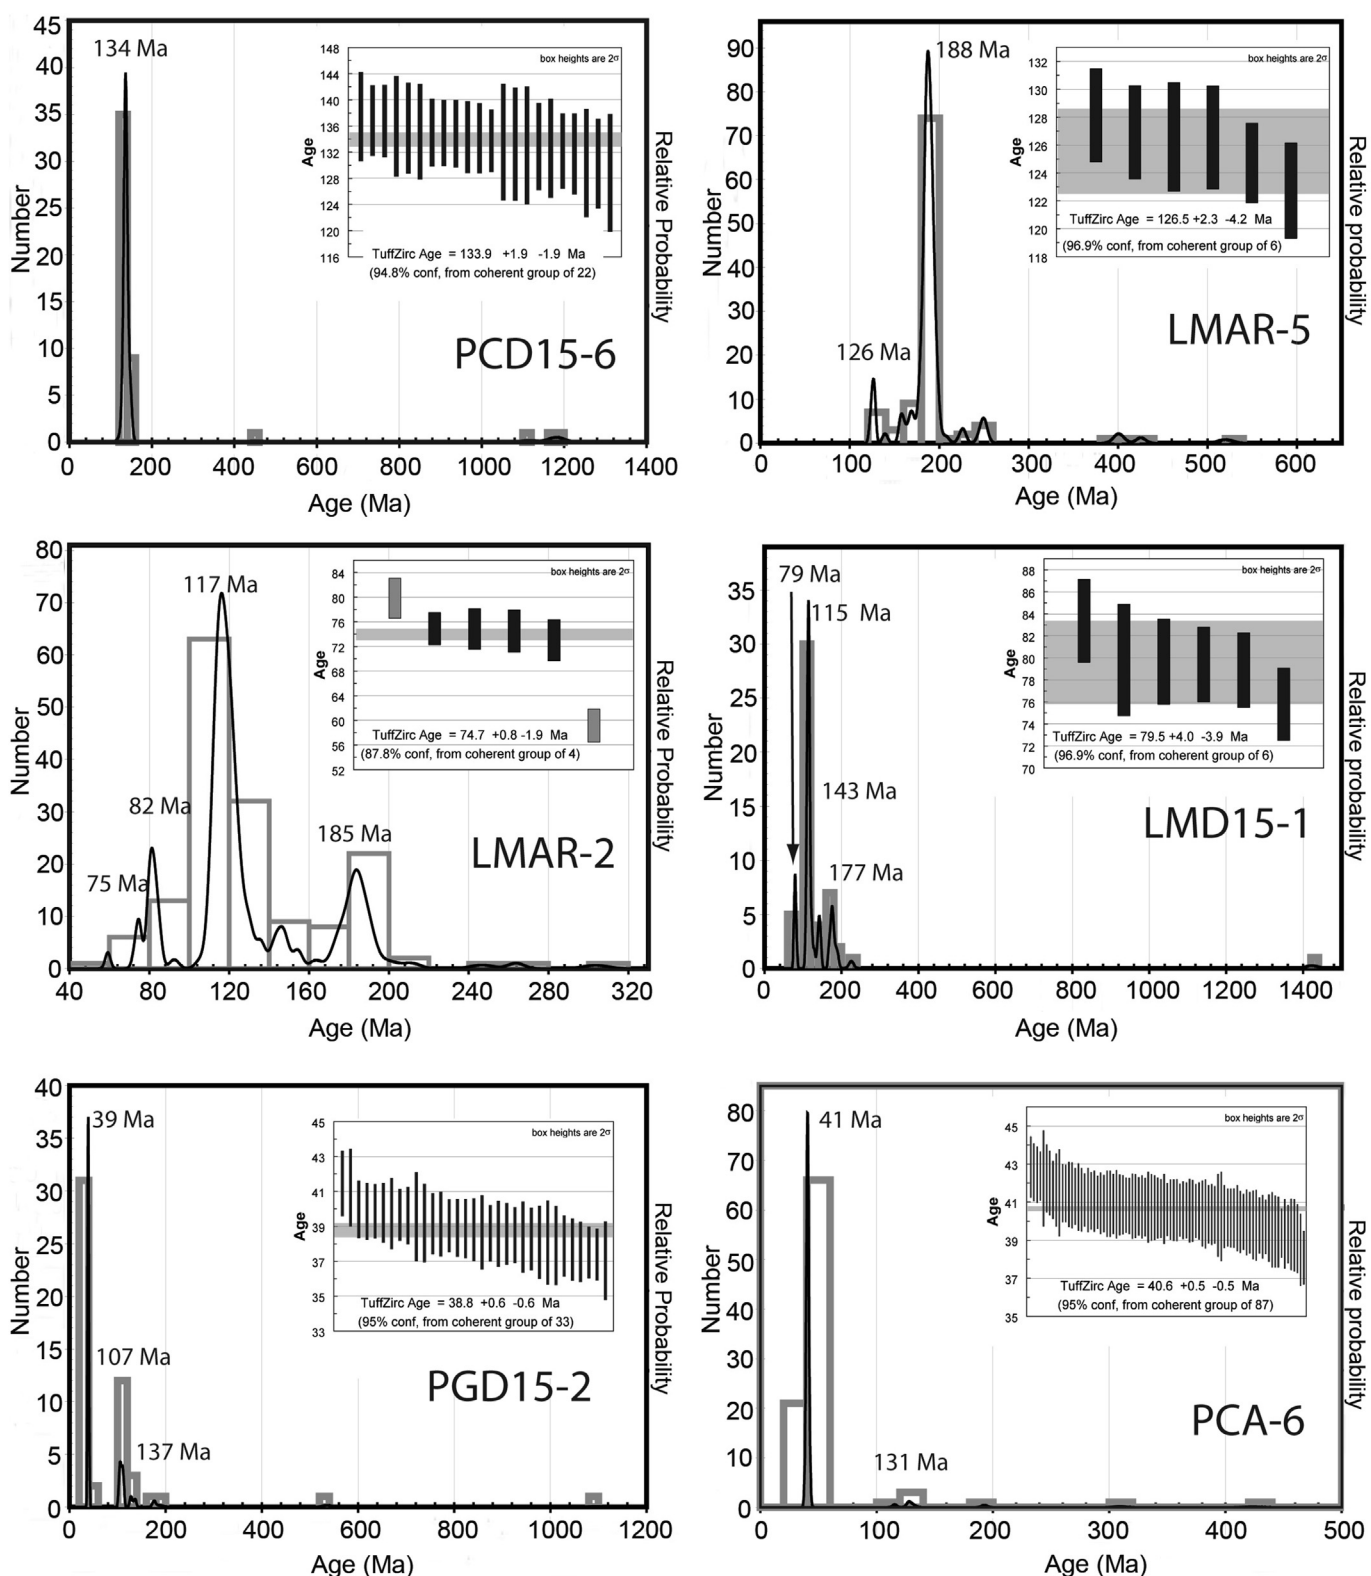 134 Ma
Number
45
40
35
30
25
20
15
10
5
0
0 200 400 600 800 1000 1200 1400
Age (Ma)
Relative Probability
PCD15-6
box heights are 2σ
Age
148
144
140
136
132
128
124
120
116
TuffZirc Age = 133.9 +1.9 -1.9 Ma
(94.8% conf, from coherent group of 22)
188 Ma
126 Ma
Number
90
80
70
60
50
40
30
20
10
0
0 100 200 300 400 500 600
Age (Ma)
Relative probability
LMAR-5
box heights are 2σ
Age
132
130
128
126
124
122
120
118
TuffZirc Age = 126.5 +2.3 -4.2 Ma
(96.9% conf, from coherent group of 6)
117 Ma
82 Ma
75 Ma
185 Ma
Number
80
70
60
50
40
30
20
10
0
40 80 120 160 200 240 280 320
Age (Ma)
Relative Probability
LMAR-2
box heights are 2σ
Age
84
80
76
72
68
64
60
56
52
TuffZirc Age = 74.7 +0.8 -1.9 Ma
(87.8% conf, from coherent group of 4)
79 Ma
115 Ma
143 Ma
177 Ma
Number
35
30
25
20
15
10
5
0
0 200 400 600 800 1000 1200 1400
Age (Ma)
Relative probability
LMD15-1
box heights are 2σ
Age
88
86
84
82
80
78
76
74
72
70
TuffZirc Age = 79.5 +4.0 -3.9 Ma
(96.9% conf, from coherent group of 6)
39 Ma
107 Ma
137 Ma
Number
40
35
30
25
20
15
10
5
0
0 200 400 600 800 1000 1200
Age (Ma)
Relative Probability
PGD15-2
box heights are 2σ
Age
45
43
41
39
37
35
33
TuffZirc Age = 38.8 +0.6 -0.6 Ma
(95% conf, from coherent group of 33)
41 Ma
131 Ma
Number
80
70
60
50
40
30
20
10
0
0 100 200 300 400 500
Age (Ma)
Relative probability
PCA-6
box heights are 2σ
Age
45
43
41
39
37
35
TuffZirc Age = 40.6 +0.5 -0.5 Ma
(95% conf, from coherent group of 87)